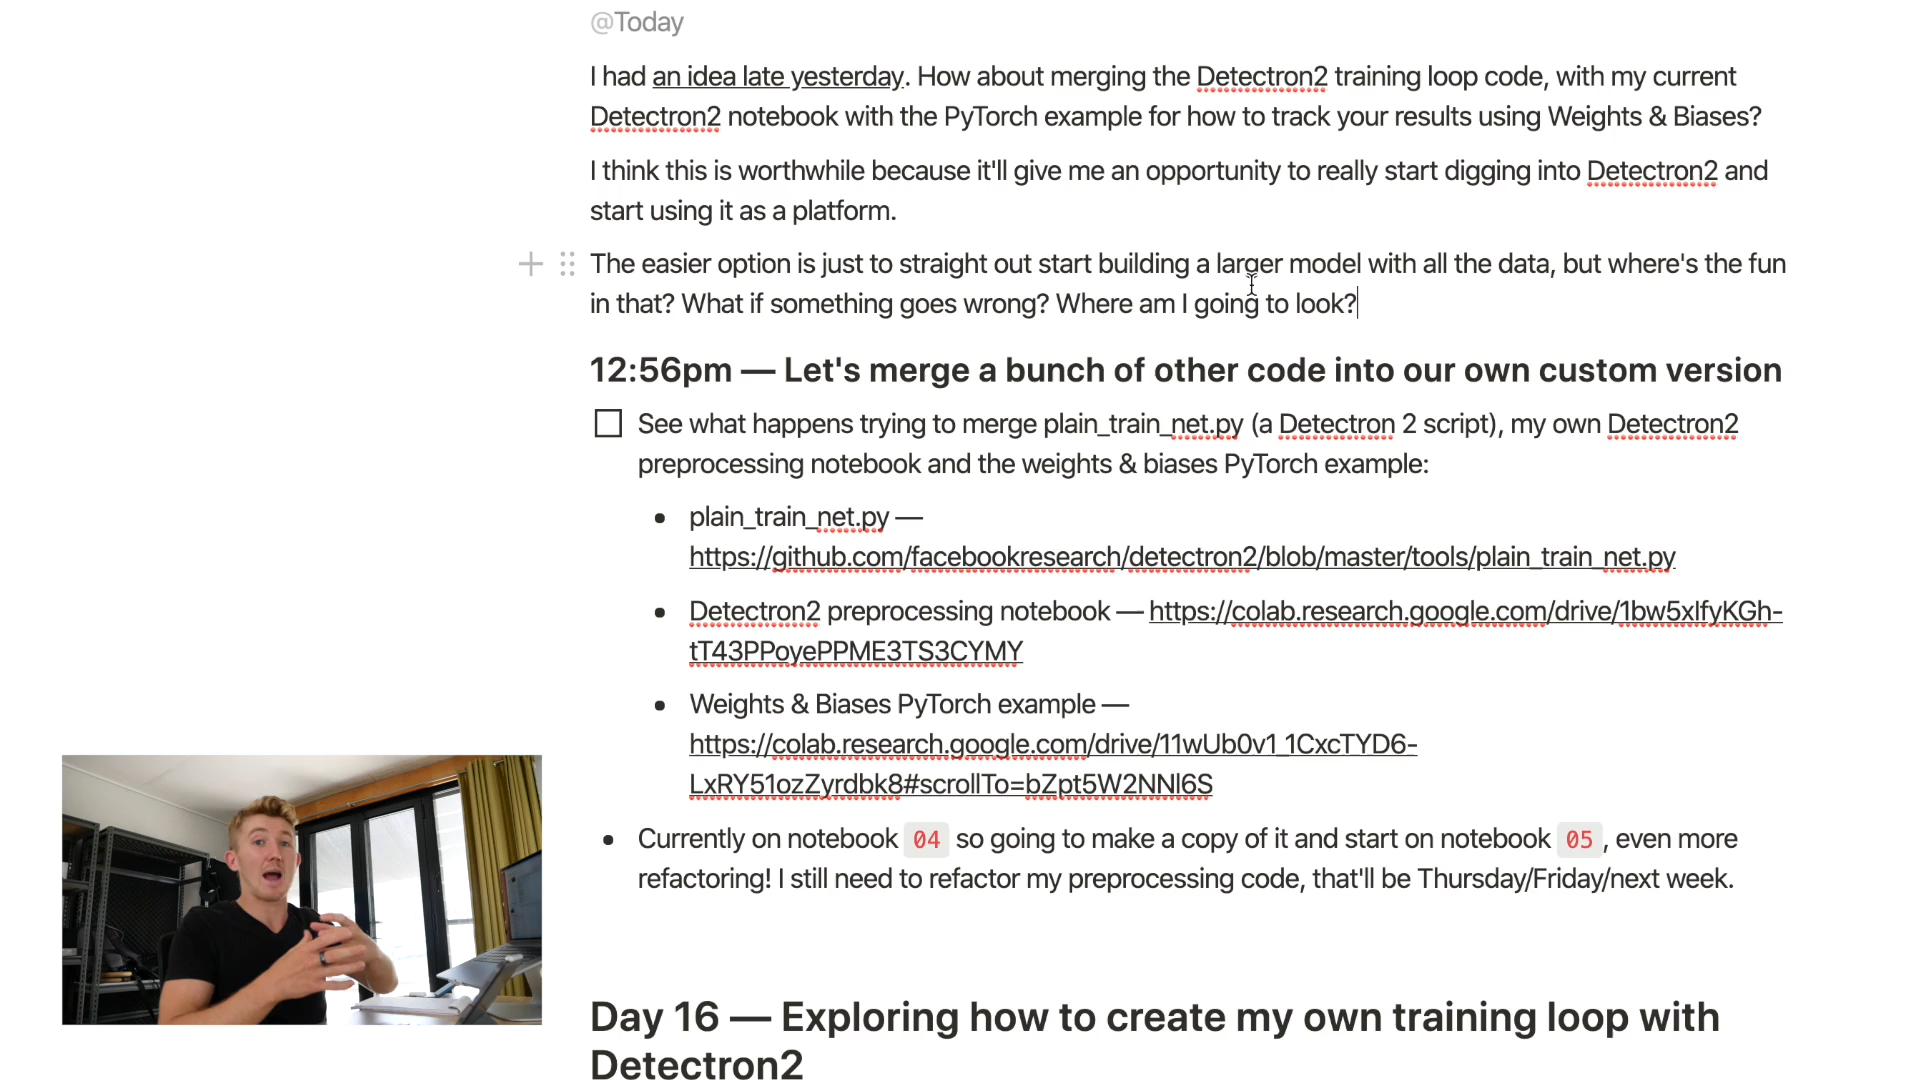 @Today
I had an idea late yesterday. How about merging the Detectron2 training loop code, with my current
Detectron2 notebook with the PyTorch example for how to track your results using Weights & Biases?
I think this is worthwhile because it'll give me an opportunity to really start digging into Detectron2 and
start using it as a platform.
The easier option is just to straight out start building a larger model with all the data, but where's the fun
in that? What if something goes wrong? Where am I going to look?
12:56pm — Let's merge a bunch of other code into our own custom version
See what happens trying to merge plain_train_net.py (a Detectron 2 script), my own Detectron2
preprocessing notebook and the weights & biases PyTorch example:
plain_train_net.py —
https://github.com/facebookresearch/detectron2/blob/master/tools/plain_train_net.py
Detectron2 preprocessing notebook — https://colab.research.google.com/drive/1bw5xIfyKGh-
tT43PPoyePPME3TS3CYMY
Weights & Biases PyTorch example —
https://colab.research.google.com/drive/11wUb0v1_1CxcTYD6-
LxRY51ozZyrdbk8#scrollTo=bZpt5W2NNl6S
Currently on notebook 04 so going to make a copy of it and start on notebook 05, even more
refactoring! I still need to refactor my preprocessing code, that'll be Thursday/Friday/next week.
Day 16 — Exploring how to create my own training loop with
Detectron2